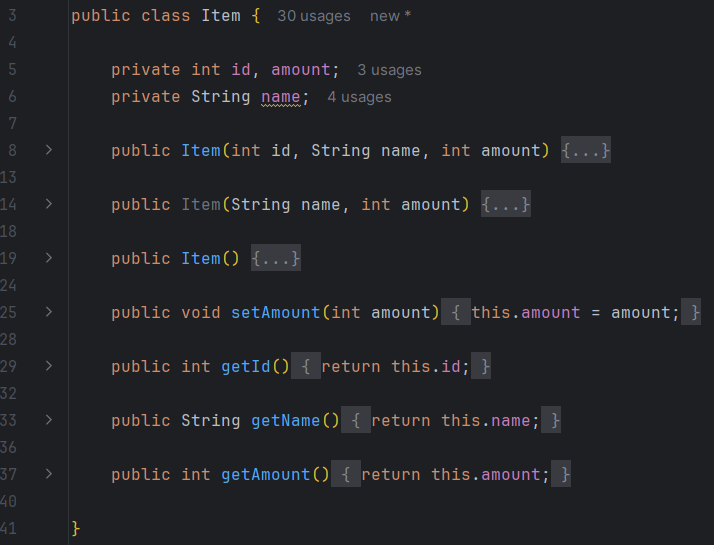 3 public class Item { 30 usages new *
4
5 private int id, amount; 3 usages
6 private String name; 4 usages
7
8 public Item(int id, String name, int amount) {...}
13
14 public Item(String name, int amount) {...}
18
19 public Item() {...}
24
25 public void setAmount(int amount) { this.amount = amount; }
28
29 public int getId() { return this.id; }
32
33 public String getName() { return this.name; }
36
37 public int getAmount() { return this.amount; }
40
41 }